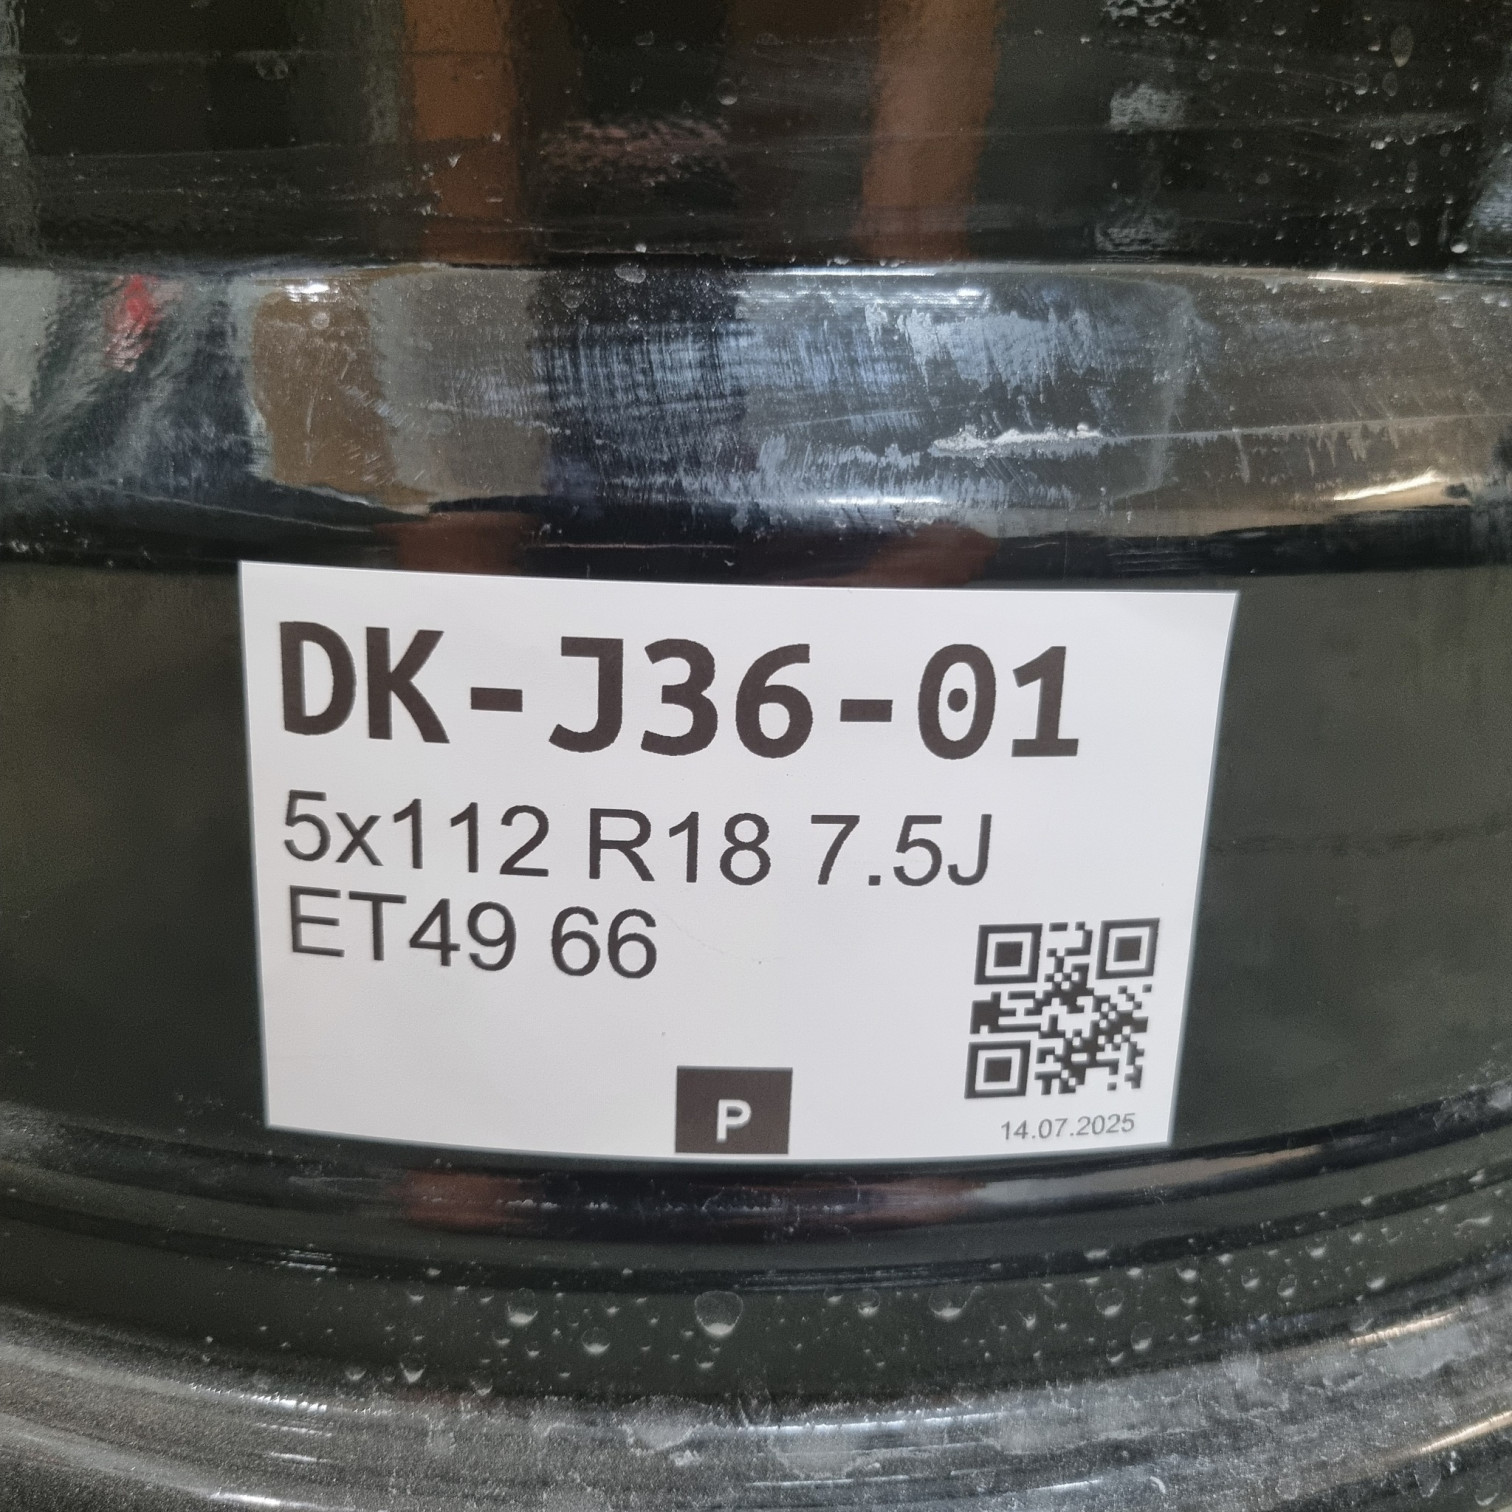 DK-J36-01
5x112 R18 7.5J
ET49 66
P
14.07.2025